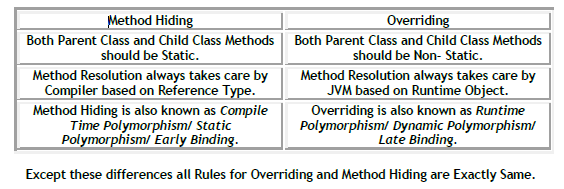 Method Hiding Overriding
Both Parent Class and Child Class Methods
should be Static.
Both Parent Class and Child Class Methods
should be Non- Static.
Method Resolution always takes care by
Compiler based on Reference Type.
Method Resolution always takes care by
JVM based on Runtime Object.
Method Hiding is also known as Compile
Time Polymorphism/ Static
Polymorphism/ Early Binding.
Overriding is also known as Runtime
Polymorphism/ Dynamic Polymorphism/
Late Binding.
Except these differences all Rules for Overriding and Method Hiding are Exactly Same.